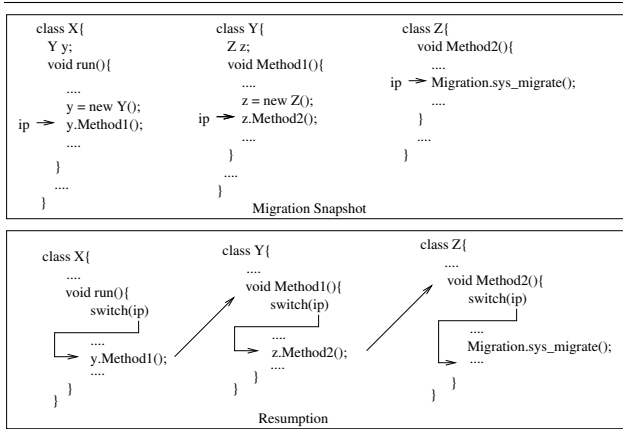 class X{
Y y;
void run(){
....
y = new Y();
ip
y.Method1();
....
}
....
}
class Y{
Z z;
void Method1(){
....
z = new Z();
ip
z.Method2();
....
}
....
}
class Z{
void Method2(){
....
ip
Migration.sys_migrate();
....
}
....
}
Migration Snapshot
class X{
....
void run(){
switch(ip)
....
y.Method1();
....
}
}
class Y{
....
void Method1(){
switch(ip)
....
z.Method2();
....
}
}
class Z{
....
void Method2(){
switch(ip)
....
Migration.sys_migrate();
....
}
}
Resumption